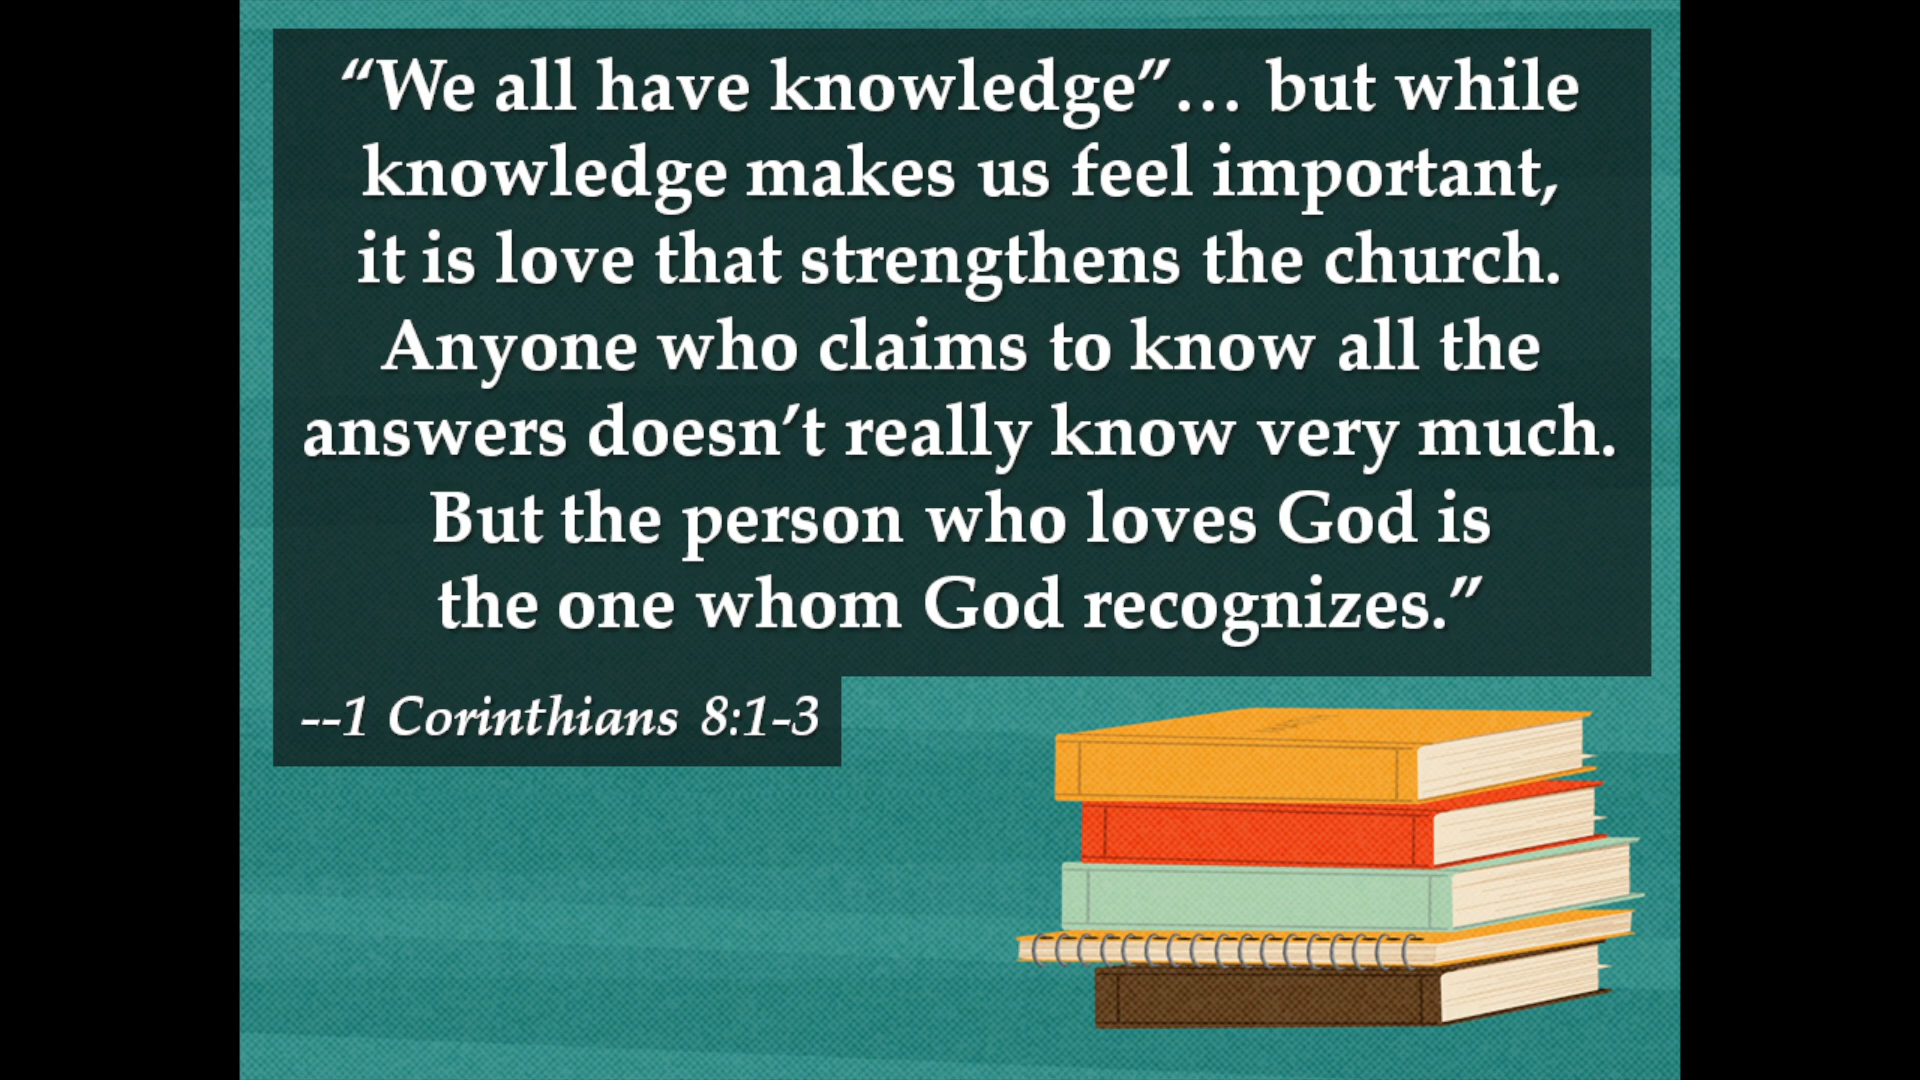 “We all have knowledge”… but while
knowledge makes us feel important,
it is love that strengthens the church.
Anyone who claims to know all the
answers doesn’t really know very much.
But the person who loves God is
the one whom God recognizes.”
--1 Corinthians 8:1-3